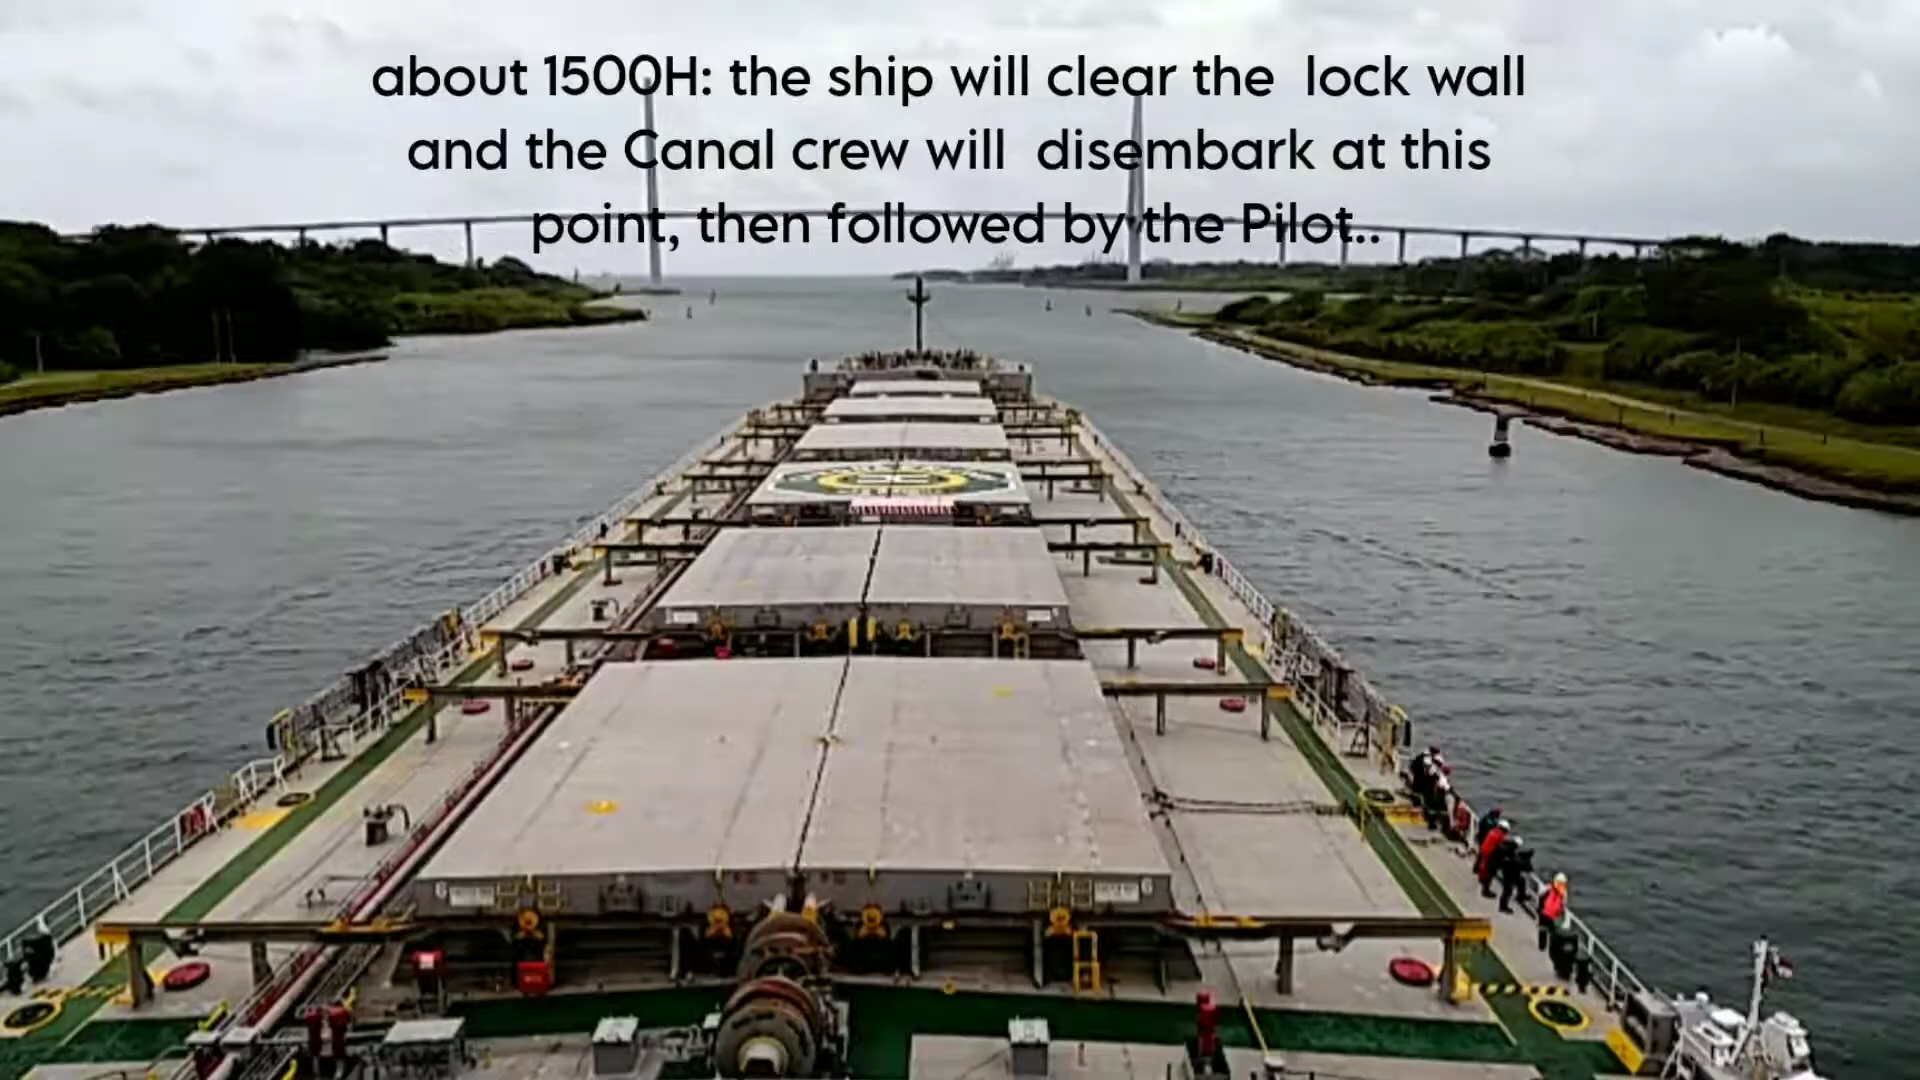 about 1500H: the ship will clear the  lock wall
and the Canal crew will  disembark at this
point, then followed by the Pilot..